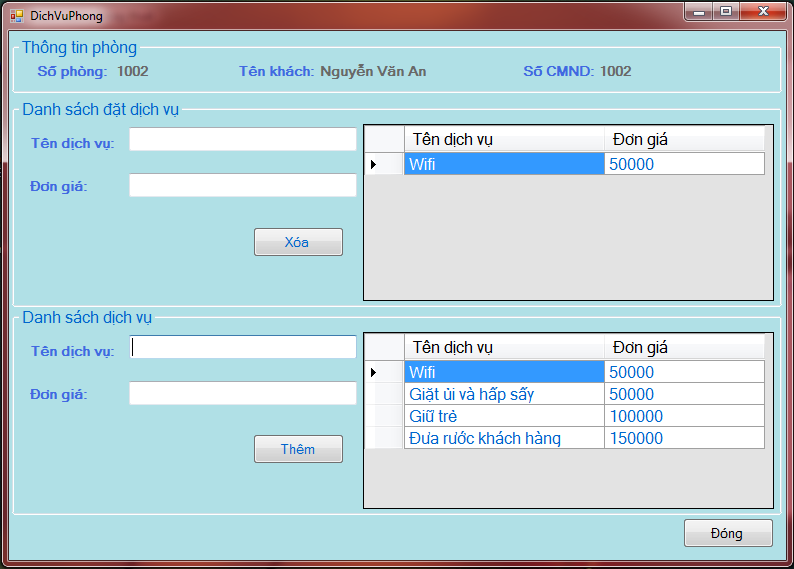 DichVuPhong
Thông tin phòng
Số phòng: 1002 Tên khách: Nguyễn Văn An Số CMND: 1002
Danh sách đặt dịch vụ
Tên dịch vụ:
Đơn giá:
Xóa
Tên dịch vụ Đơn giá
Wifi 50000
Danh sách dịch vụ
Tên dịch vụ:
Đơn giá:
Thêm
Tên dịch vụ Đơn giá
Wifi 50000
Giặt ủi và hấp sấy 50000
Giữ trẻ 100000
Đưa rước khách hàng 150000
Đóng